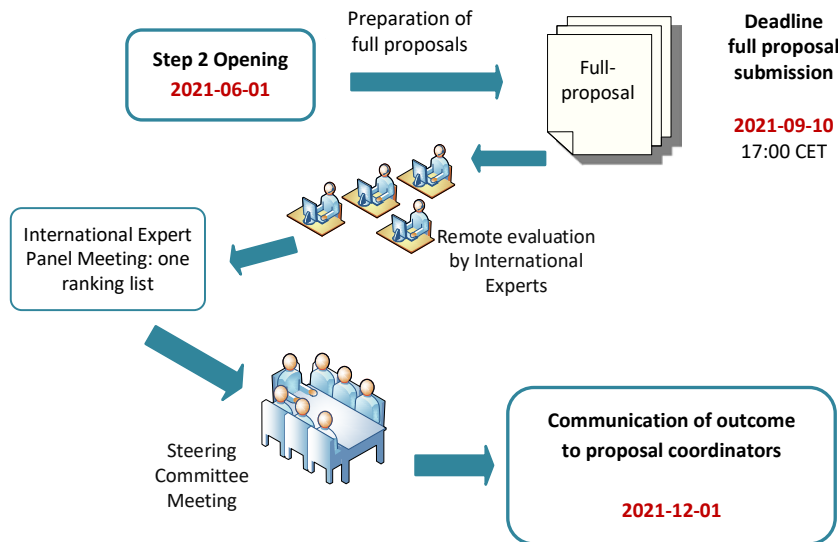 Step 2 Opening
2021-06-01
Preparation of
full proposals
Full-
proposal
Deadline
full proposal
submission
2021-09-10
17:00 CET
Remote evaluation
by International
Experts
International Expert
Panel Meeting: one
ranking list
Steering
Committee
Meeting
Communication of outcome
to proposal coordinators
2021-12-01